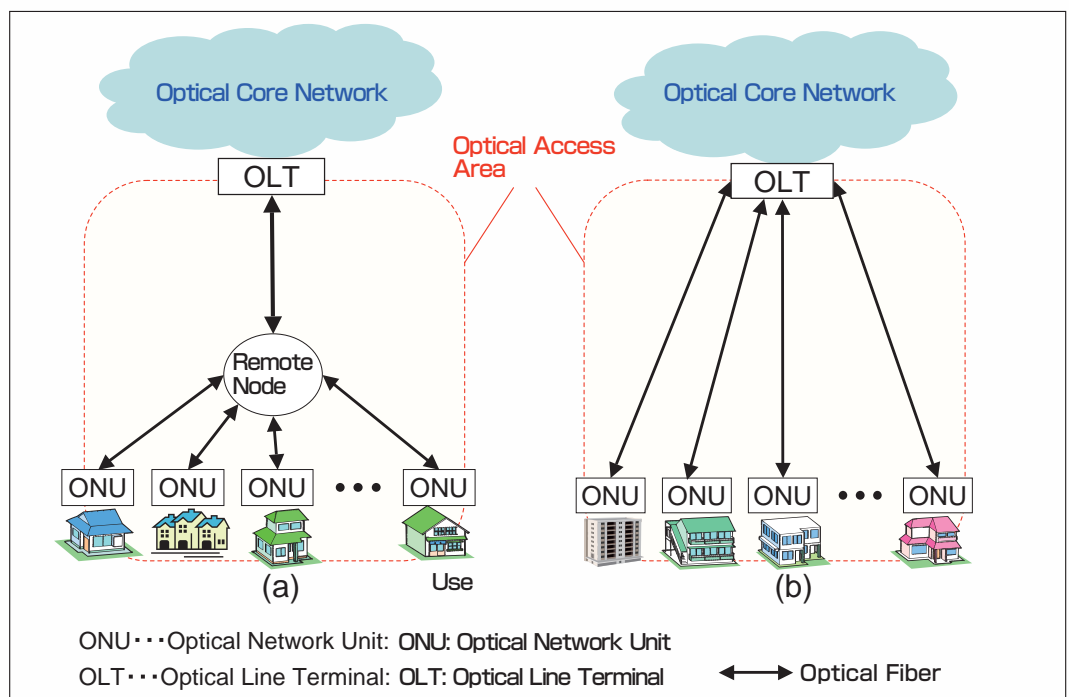 Optical Core Network
OLT
Optical Access
Area
Remote
Node
ONU ONU ONU ••• ONU
Use
(a)
Optical Core Network
OLT
ONU ONU ONU ••• ONU
(b)
ONU･･･Optical Network Unit: ONU: Optical Network Unit
OLT･･･Optical Line Terminal: OLT: Optical Line Terminal
Optical Fiber